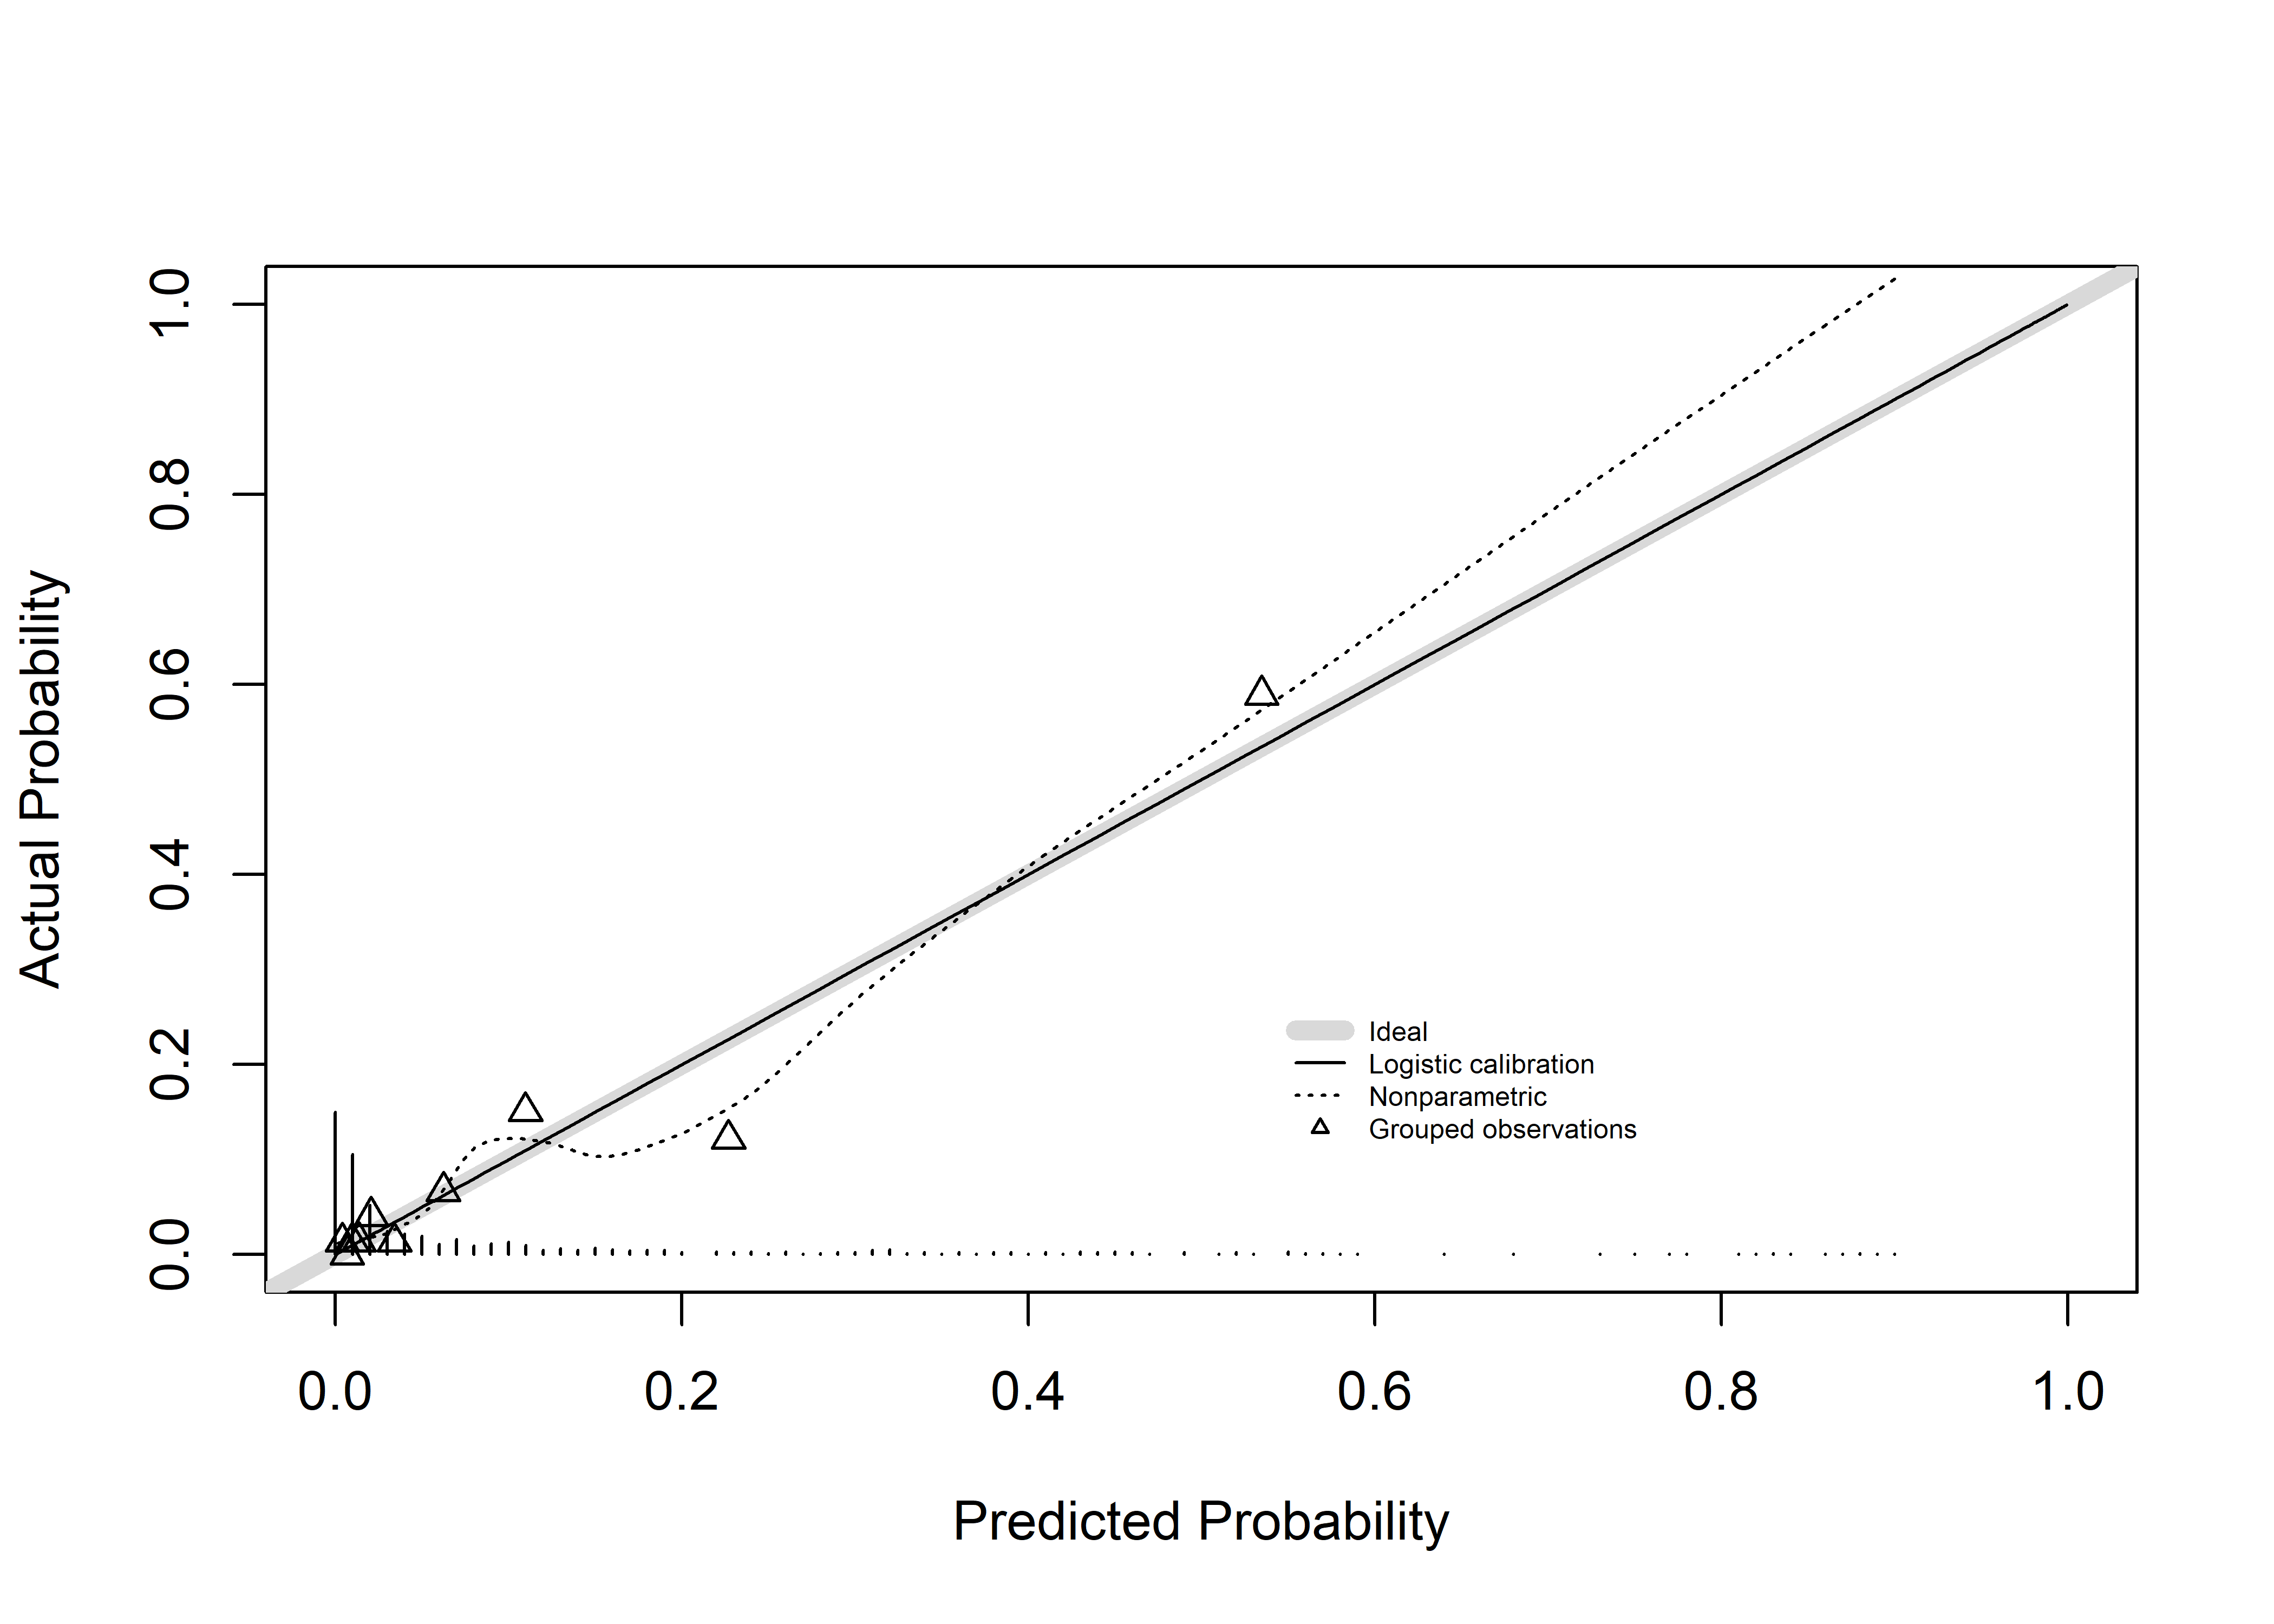 Actual Probability
1.0
0.8
0.6
0.4
0.2
0.0
Ideal
Logistic calibration
Nonparametric
Grouped observations
0.0 0.2 0.4 0.6 0.8 1.0
Predicted Probability